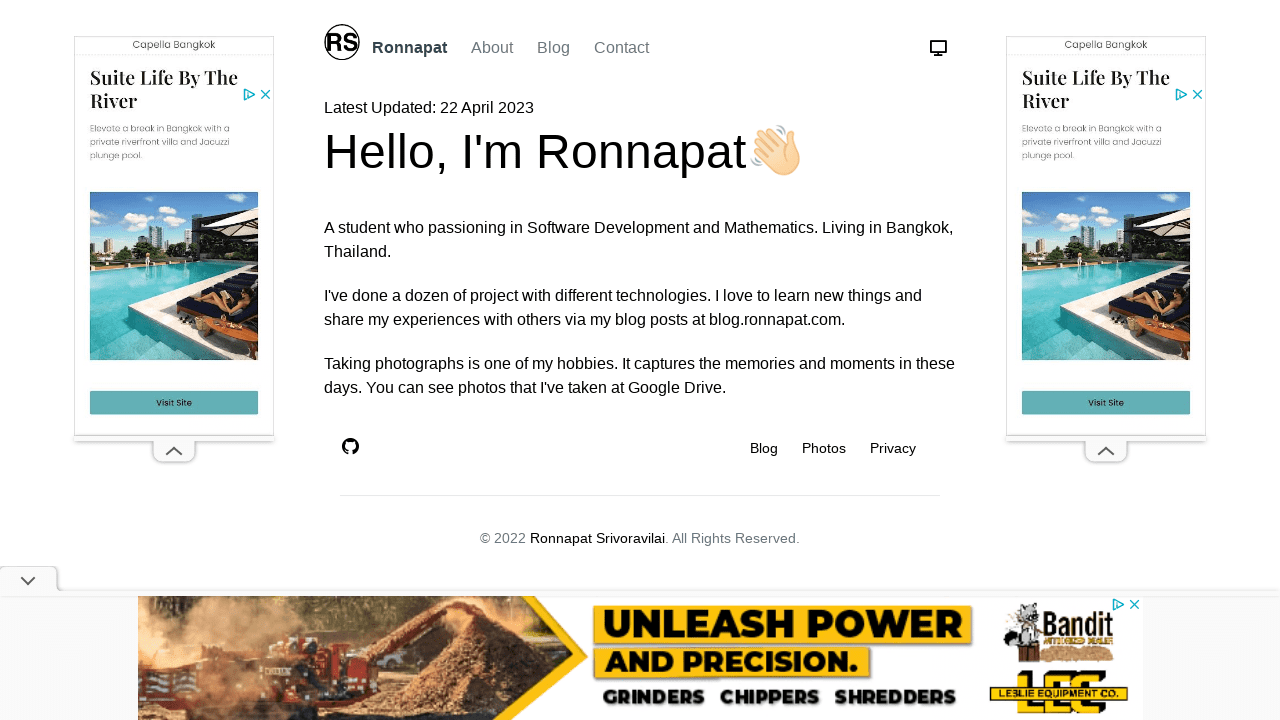 RS
Ronnapat About Blog Contact
Latest Updated: 22 April 2023
Hello, I'm Ronnapat👋🏼
A student who passioning in Software Development and Mathematics. Living in Bangkok,
Thailand.
I've done a dozen of project with different technologies. I love to learn new things and
share my experiences with others via my blog posts at blog.ronnapat.com.
Taking photographs is one of my hobbies. It captures the memories and moments in these
days. You can see photos that I've taken at Google Drive.
Blog Photos Privacy
© 2022 Ronnapat Srivoravilai. All Rights Reserved.
Capella Bangkok
Suite Life By The
River
Elevate a break in Bangkok with a
private riverfront villa and Jacuzzi
plunge pool.
Visit Site
Capella Bangkok
Suite Life By The
River
Elevate a break in Bangkok with a
private riverfront villa and Jacuzzi
plunge pool.
Visit Site
UNLEASH POWER
AND PRECISION.
GRINDERS CHIPPERS SHREDDERS
Bandit
LEC
LESLIE EQUIPMENT CO.